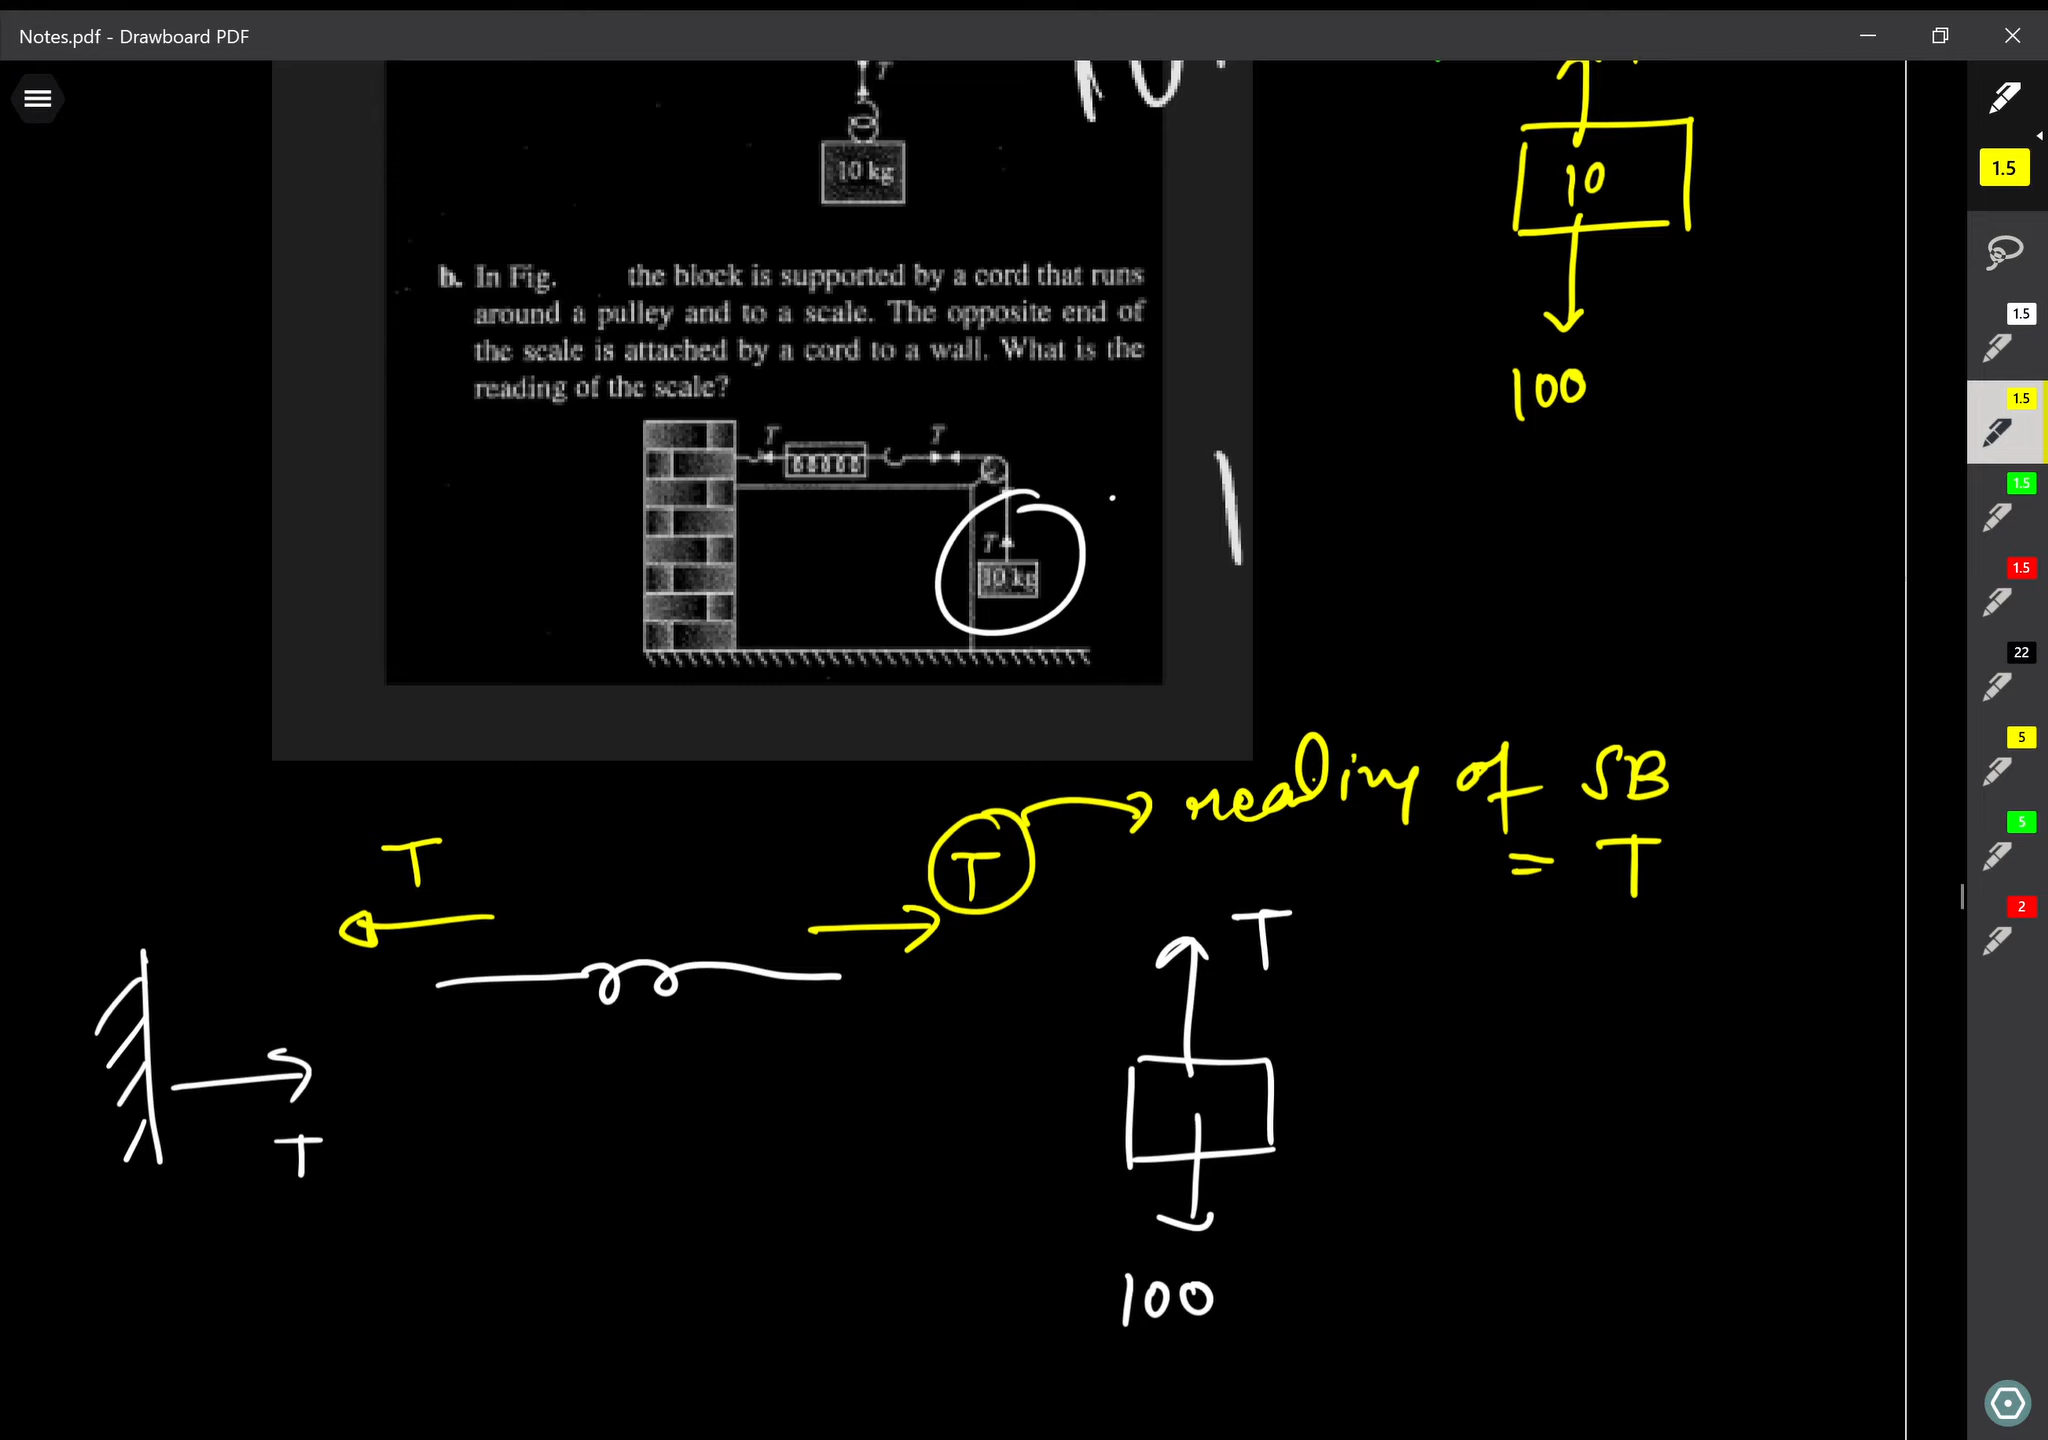 Notes.pdf - Drawboard PDF
T
10 kg
10
100
b. In Fig. the block is supported by a cord that runs
around a pulley and to a scale. The opposite end of
the scale is attached by a cord to a wall. What is the
reading of the scale?
T T
T
10 kg
reading of SB
= T
T
T
T
T
100
1.5
1.5
1.5
1.5
1.5
22
5
5
2